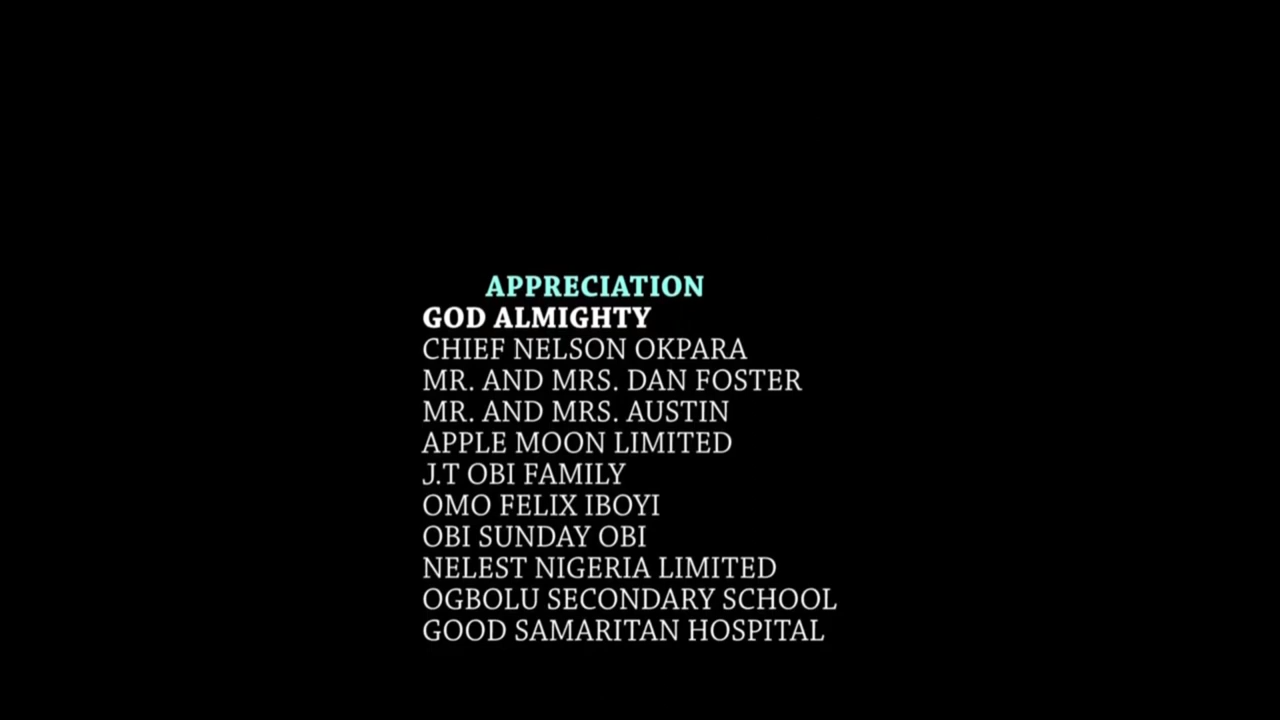 APPRECIATION
GOD ALMIGHTY
CHIEF NELSON OKPARA
MR. AND MRS. DAN FOSTER
MR. AND MRS. AUSTIN
APPLE MOON LIMITED
J.T OBI FAMILY
OMO FELIX IBOYI
OBI SUNDAY OBI
NELEST NIGERIA LIMITED
OGBOLU SECONDARY SCHOOL
GOOD SAMARITAN HOSPITAL